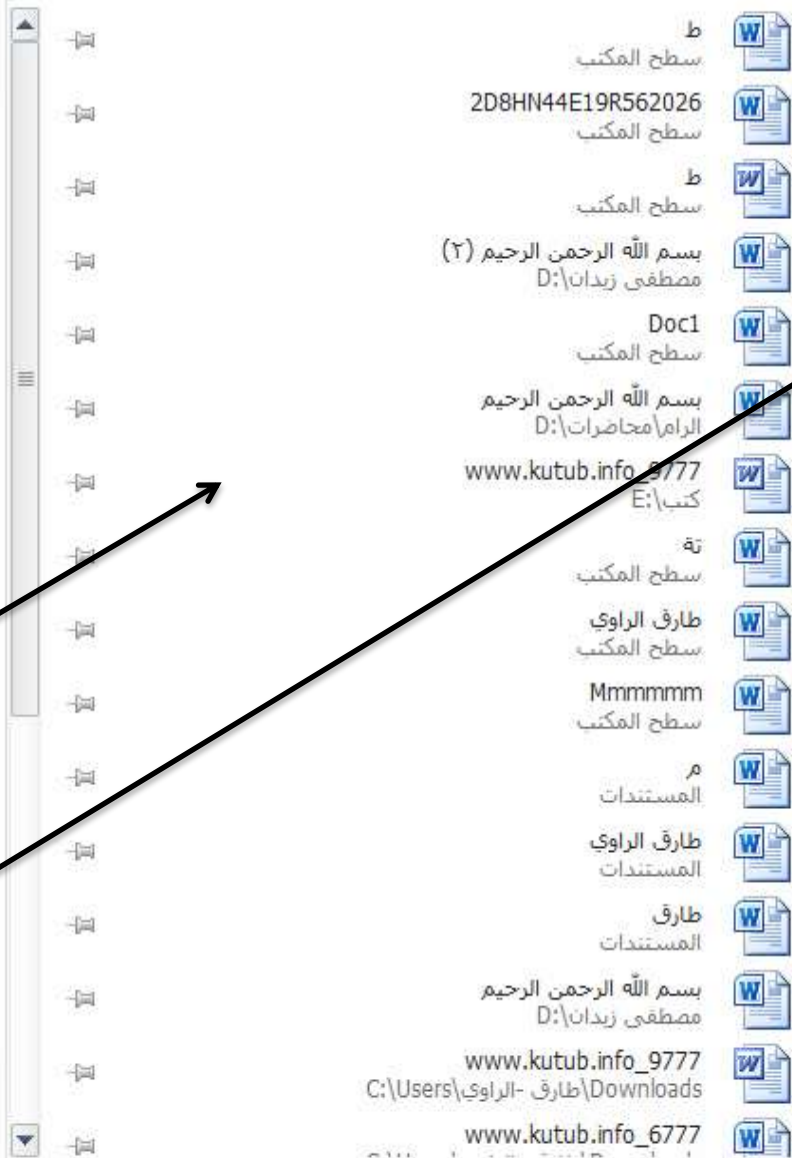 ط
سطح المكتب
2D8HN44E19R562026
سطح المكتب
ط
سطح المكتب
بسم الله الرحمن الرحيم (٢)
D:\مصطفى زيدان
Doc1
سطح المكتب
بسم الله الرحمن الرحيم
D:\محاضرات\الرام
www.kutub.info_9777
E:\كتب
تة
سطح المكتب
طارق الراوي
سطح المكتب
Mmmmmm
سطح المكتب
م
المستندات
طارق الراوي
المستندات
طارق
المستندات
بسم الله الرحمن الرحيم
D:\مصطفى زيدان
www.kutub.info_9777
C:\Users\طارق -الراوي\Downloads
www.kutub.info_6777